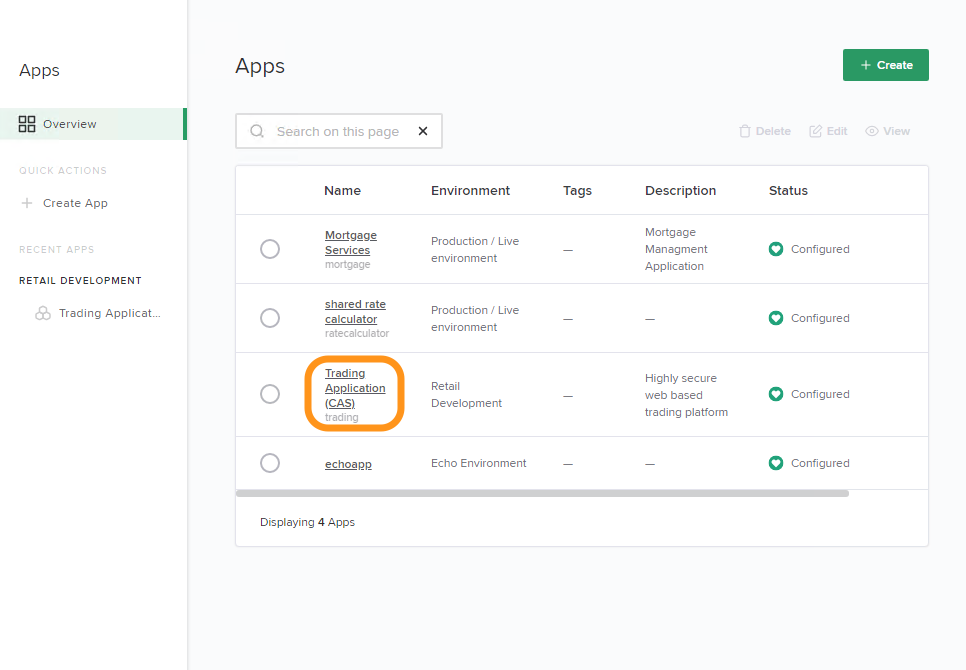 Apps
Overview
QUICK ACTIONS
Create App
RECENT APPS
RETAIL DEVELOPMENT
Trading Applicat...
Apps
+ Create
Search on this page ✕
Delete Edit View
Name Environment Tags Description Status
Mortgage
Services
mortgage
Production / Live
environment
—
Mortgage
Managment
Application
Configured
shared rate
calculator
ratecalculator
Production / Live
environment
—
—
Configured
Trading
Application
(CAS)
trading
Retail
Development
—
Highly secure
web based
trading platform
Configured
echoapp
Echo Environment
—
—
Configured
Displaying 4 Apps